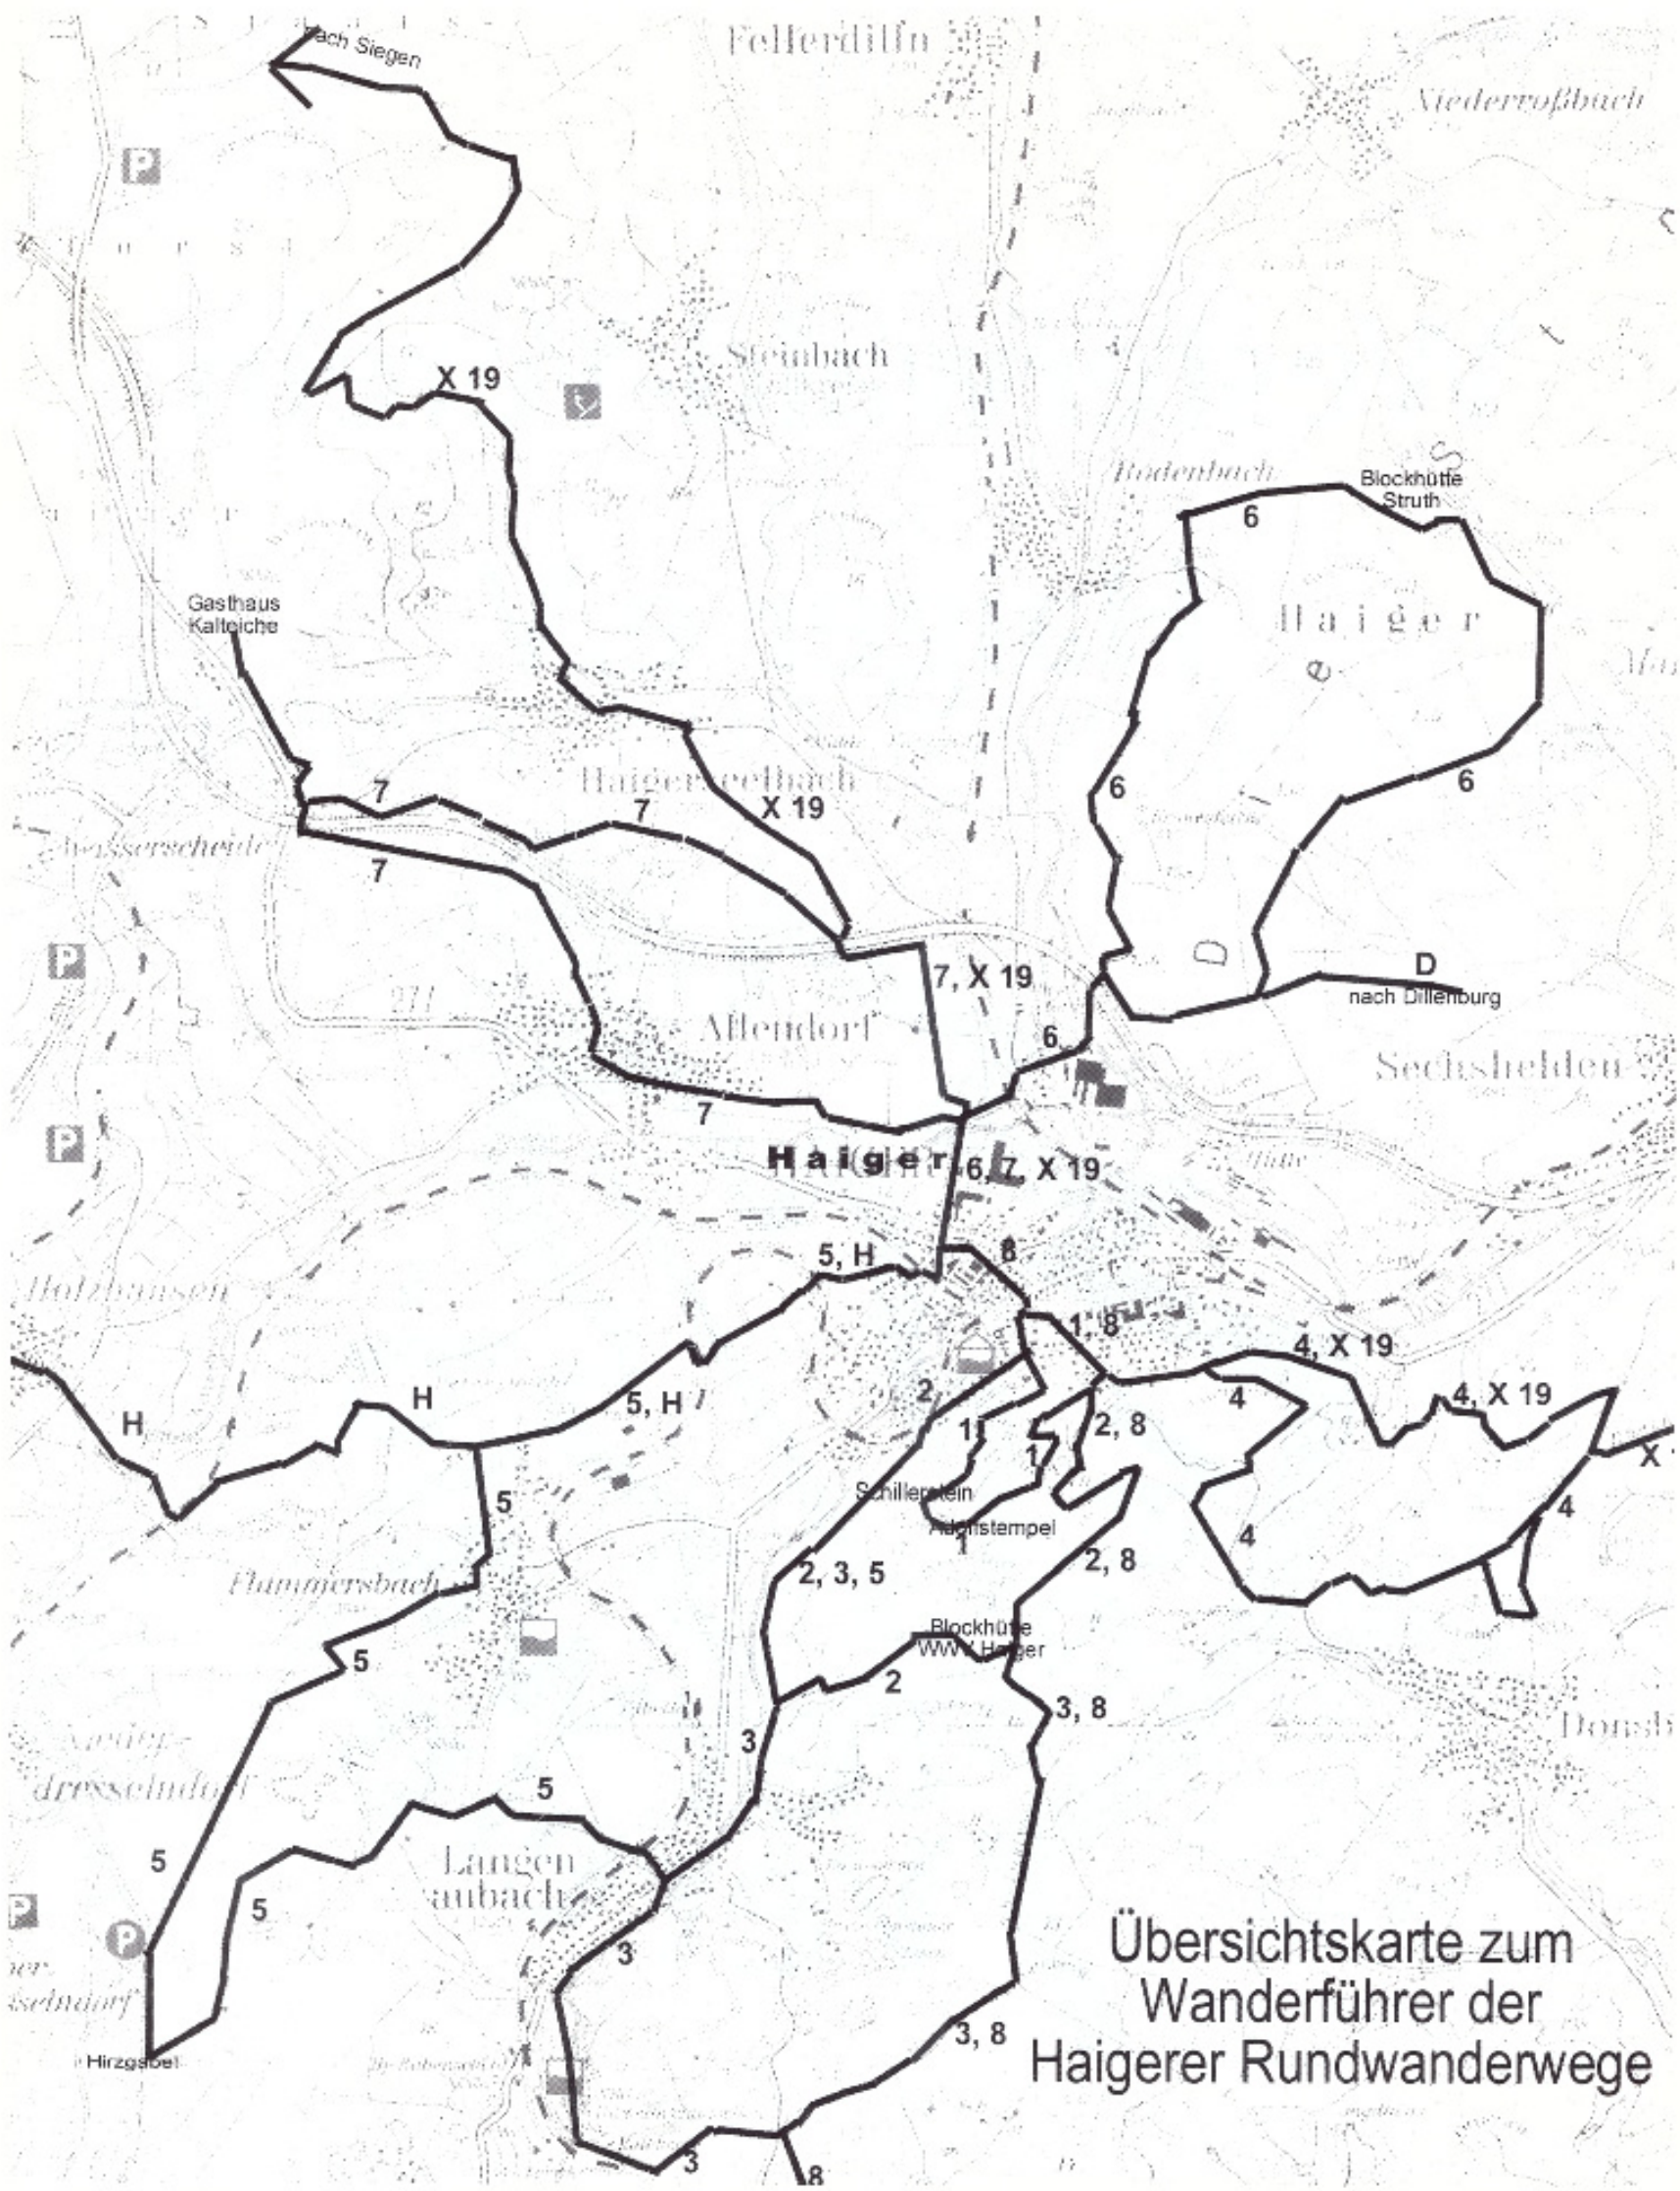 nach Siegen
Fellerdilln
Niederroßbach
P
Steinbach
X 19
Rodenbach
Blockhütte
Struth
6
Haiger
Gasthaus
Kalteiche
7
7
X 19
6
6
7
P
7, X 19
D
D
nach Dillenburg
Allendorf
6
Sechshelden
7
P
Haiger
6, 7, X 19
5, H
8
Holzhausen
1, 8
4, X 19
H
H
5, H
2
4
4, X 19
1
1
2, 8
X
5
Schillerstein
4
4
1
2, 3, 5
2, 8
Flammersbach
Blockhütte
WWV Haiger
5
2
3, 8
3
dresselndorf
5
5
Langen
aubach
5
P
P
3
Übersichtskarte zum
Wanderführer der
Haigerer Rundwanderwege
3, 8
Hirzgabel
3
8